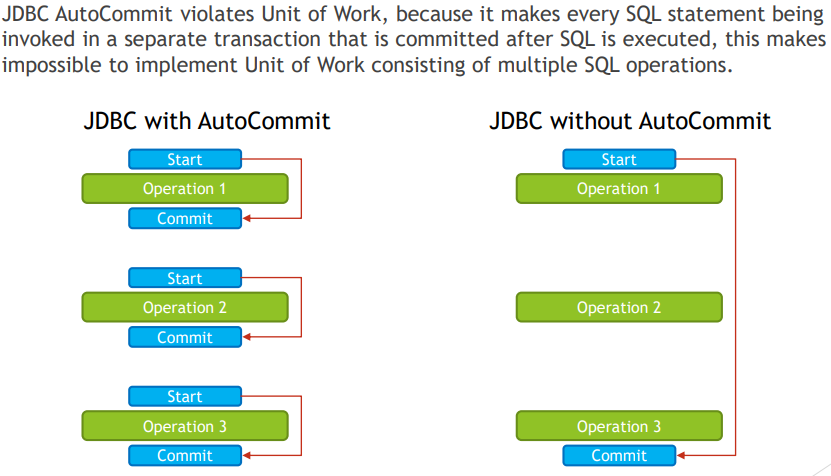 JDBC AutoCommit violates Unit of Work, because it makes every SQL statement being
invoked in a separate transaction that is committed after SQL is executed, this makes
impossible to implement Unit of Work consisting of multiple SQL operations.
JDBC with AutoCommit
Start
Operation 1
Commit
Start
Operation 2
Commit
Start
Operation 3
Commit
JDBC without AutoCommit
Start
Operation 1
Operation 2
Operation 3
Commit